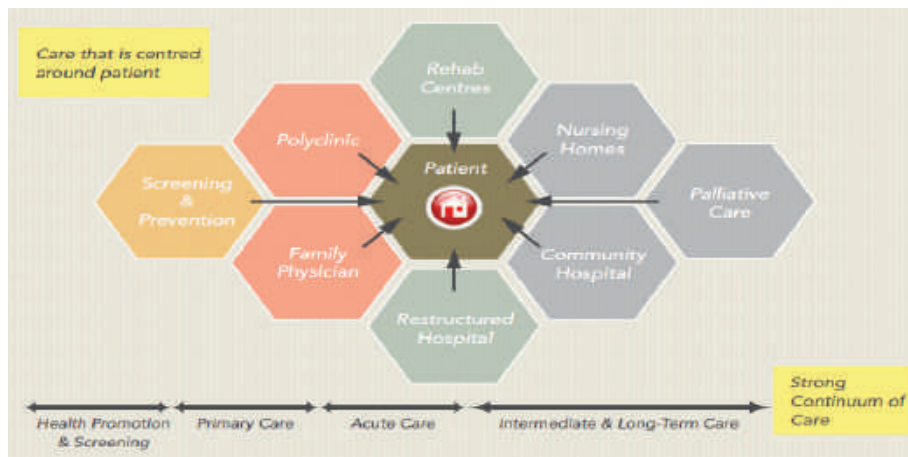 Care that is centred
around patient
Rehab
Centres
Polyclinic
Nursing
Homes
Patient
Screening
&
Prevention
Palliative
Care
Family
Physician
Community
Hospital
Restructured
Hospital
Strong
Continuum of
Care
Health Promotion
& Screening
Primary Care
Acute Care
Intermediate & Long-Term Care